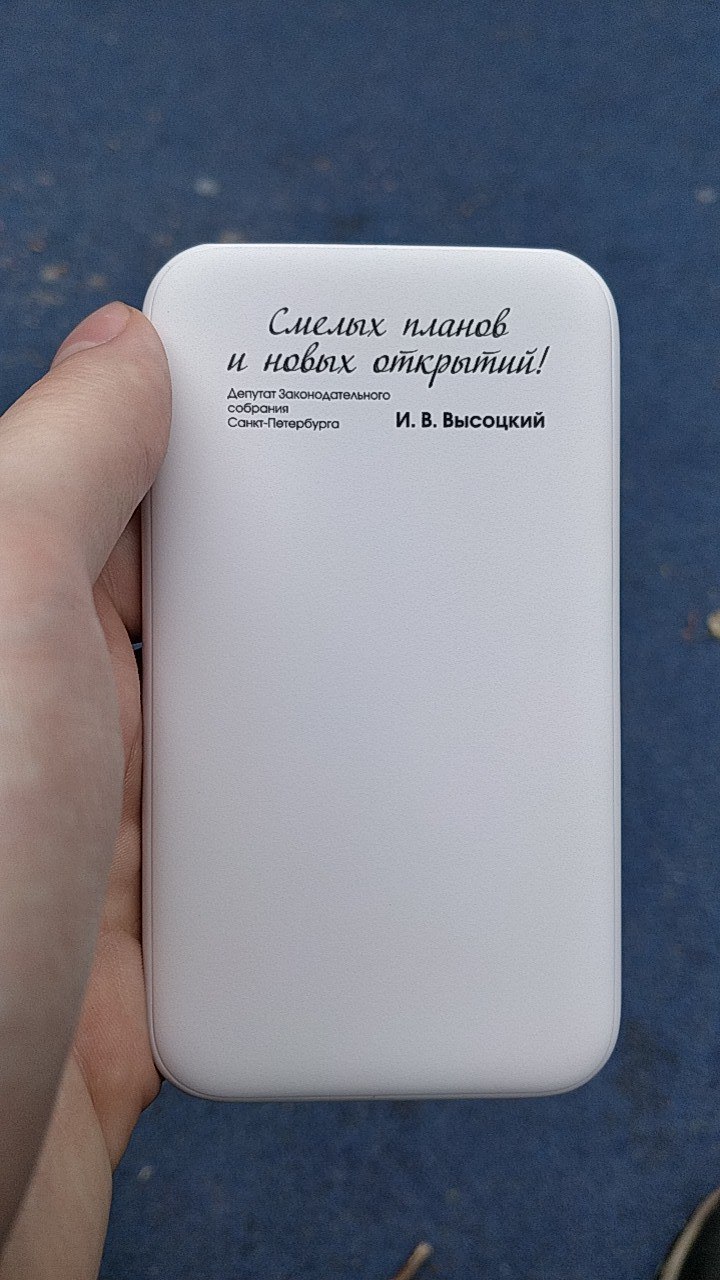 Смелых планов
и новых открытий!
Депутат Законодательного
собрания
Санкт-Петербурга
И. В. Высоцкий